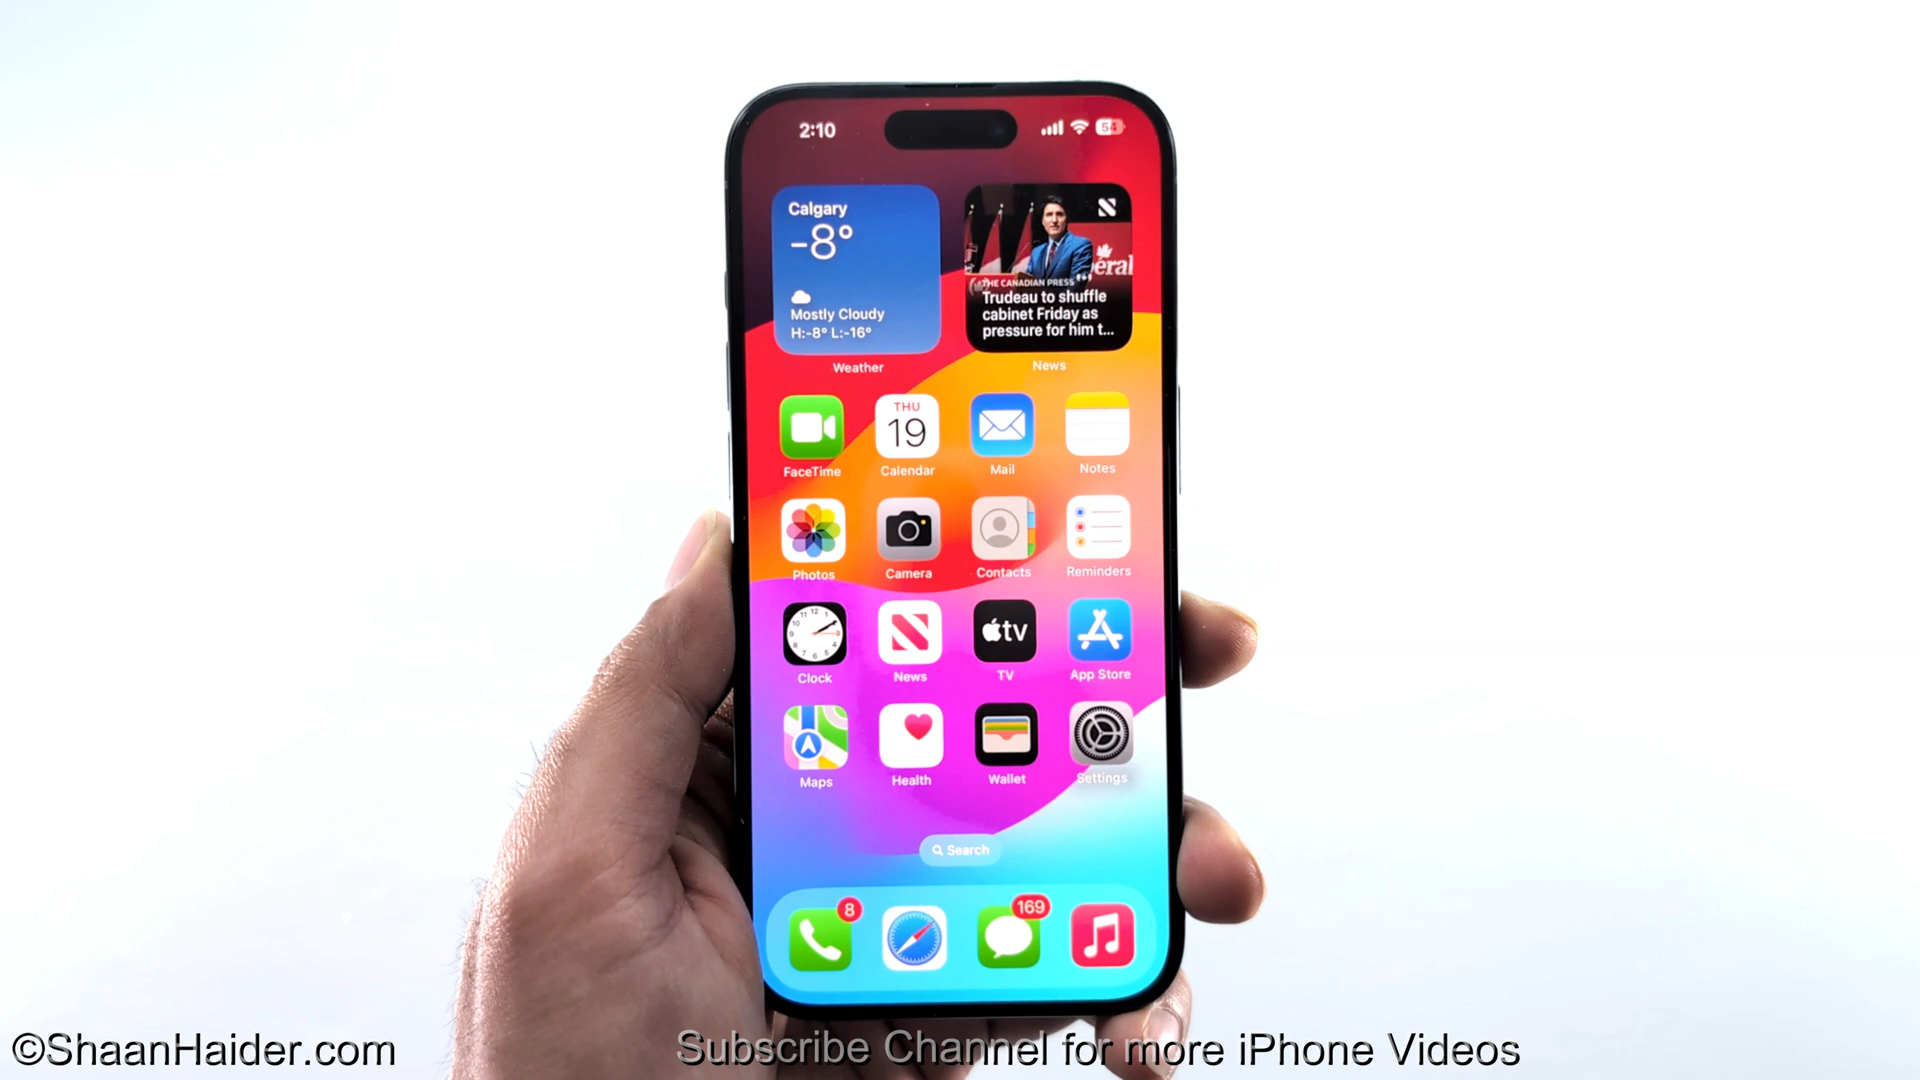 2:10
54
Calgary
-8°
Mostly Cloudy
H:-8° L:-16°
Weather
éral
THE CANADIAN PRESS
Trudeau to shuffle
cabinet Friday as
pressure for him t...
News
THU
19
FaceTime
Calendar
Mail
Notes
Photos
Camera
Contacts
Reminders
tv
Clock
News
TV
App Store
Maps
Health
Wallet
Settings
Search
8
169
©ShaanHaider.com
Subscribe Channel for more iPhone Videos